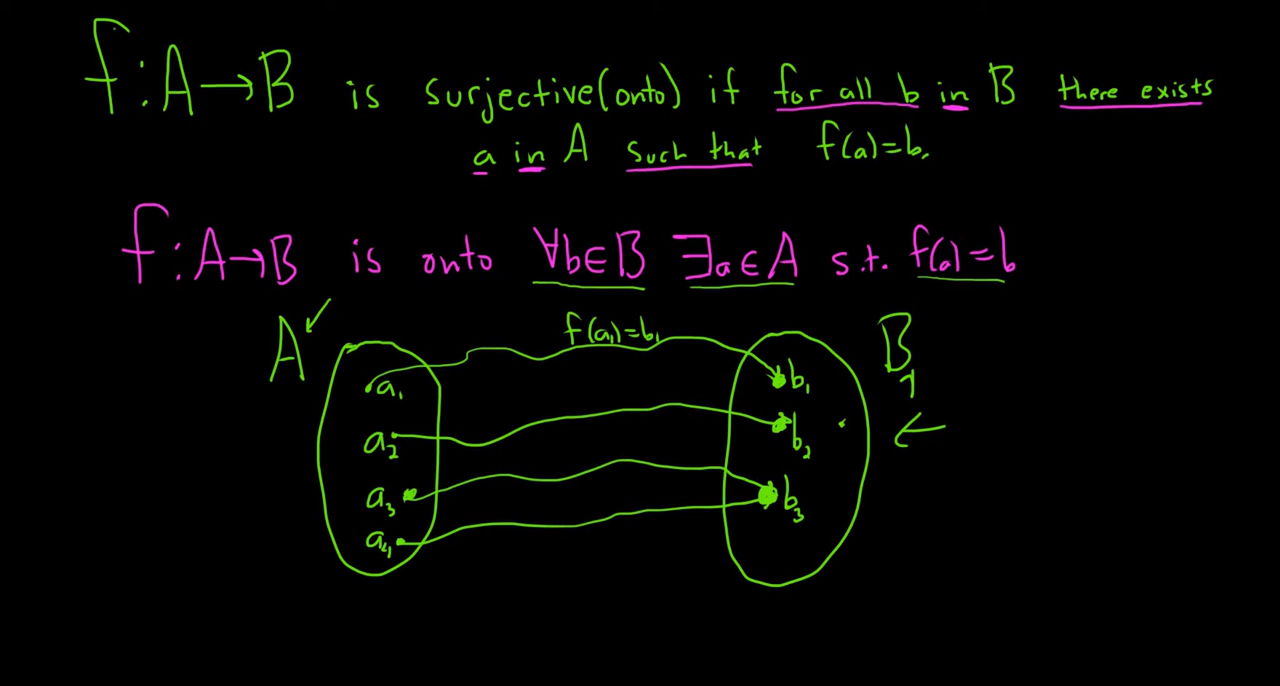 f:A→B is surjective(onto) if for all b in B there exists
a in A such that f(a)=b.
f:A→B is onto ∀b∈B ∃a∈A s.t. f(a)=b
A
f(a₁)=b₁
B
a₁
b₁
a₂
b₂
a₃
b₃
a₄